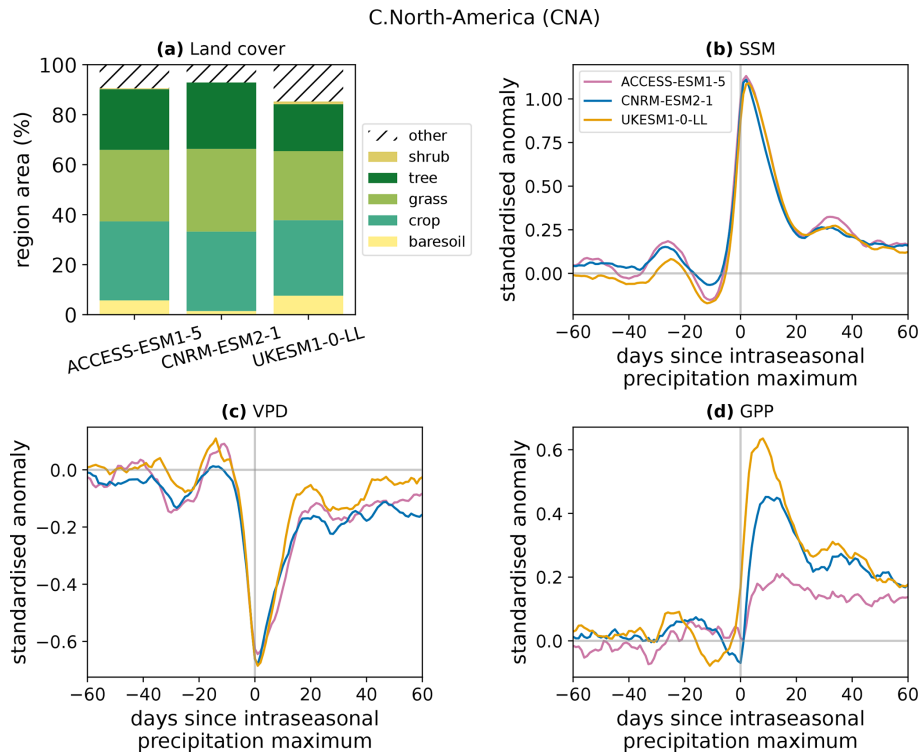 C.North-America (CNA)
(a) Land cover
region area (%)
100
80
60
40
20
0
ACCESS-ESM1-5
CNRM-ESM2-1
UKESM1-0-LL
other
shrub
tree
grass
crop
baresoil
(b) SSM
standardised anomaly
1.00
0.75
0.50
0.25
0.00
ACCESS-ESM1-5
CNRM-ESM2-1
UKESM1-0-LL
−60 −40 −20 0 20 40 60
days since intraseasonal
precipitation maximum
(c) VPD
standardised anomaly
0.0
−0.2
−0.4
−0.6
−60 −40 −20 0 20 40 60
days since intraseasonal
precipitation maximum
(d) GPP
standardised anomaly
0.6
0.4
0.2
0.0
−60 −40 −20 0 20 40 60
days since intraseasonal
precipitation maximum